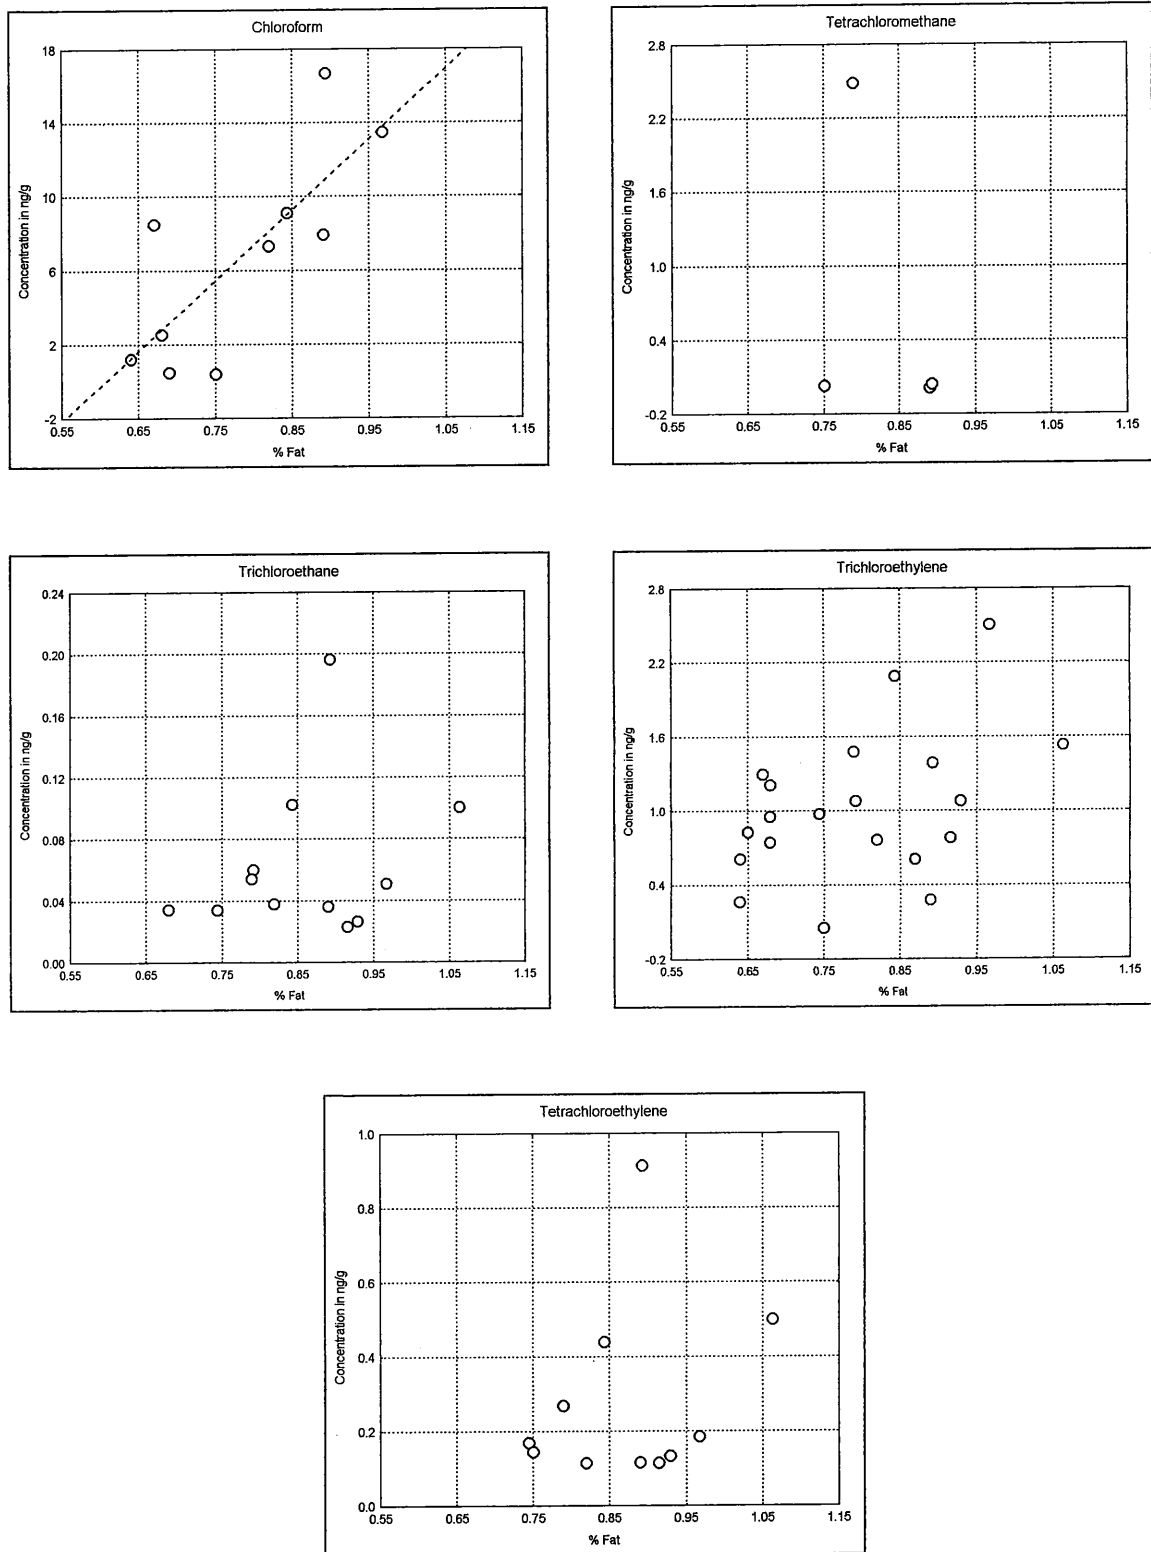 Chloroform
18
14
10
6
2
-2
0.55 0.65 0.75 0.85 0.95 1.05 1.15
% Fat
Concentration in ng/g
Tetrachloromethane
2.8
2.2
1.6
1.0
0.4
-0.2
0.55 0.65 0.75 0.85 0.95 1.05 1.15
% Fat
Concentration in ng/g
Trichloroethane
0.24
0.20
0.16
0.12
0.08
0.04
0.00
0.55 0.65 0.75 0.85 0.95 1.05 1.15
% Fat
Concentration in ng/g
Trichloroethylene
2.8
2.2
1.6
1.0
0.4
-0.2
0.55 0.65 0.75 0.85 0.95 1.05 1.15
% Fat
Concentration in ng/g
Tetrachloroethylene
1.0
0.8
0.6
0.4
0.2
0.0
0.55 0.65 0.75 0.85 0.95 1.05 1.15
% Fat
Concentration in ng/g